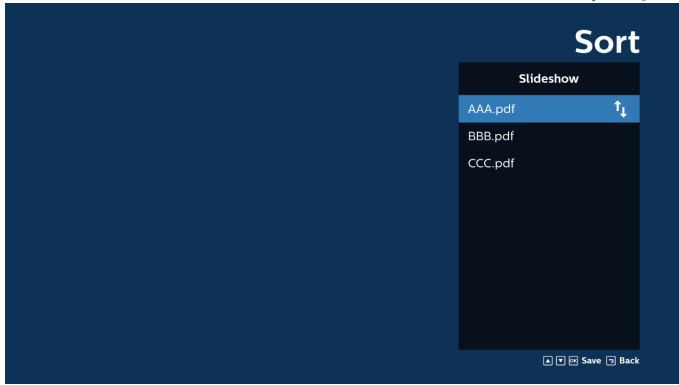 Sort
Slideshow
AAA.pdf
BBB.pdf
CCC.pdf
OK Save Back